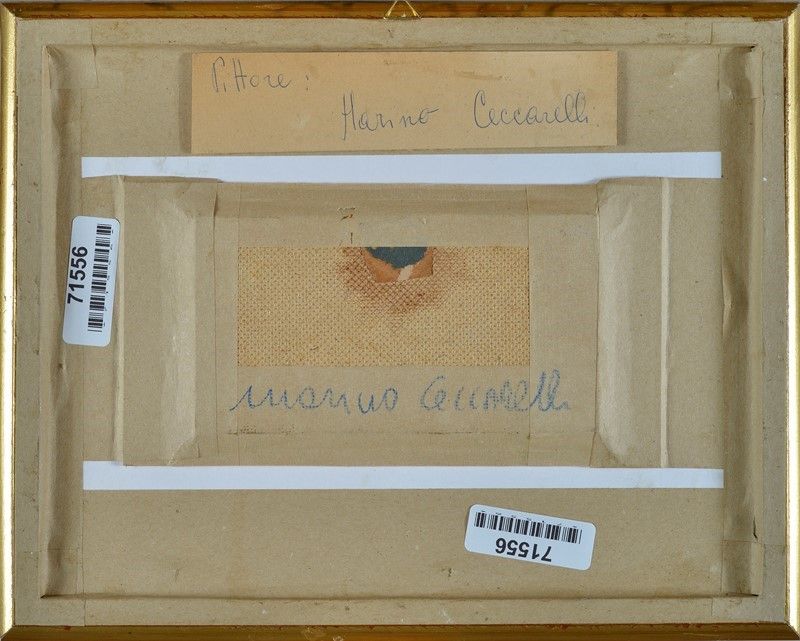 Pittore:
Marino Ceccarelli
71556
marino Ceccarelli
71556